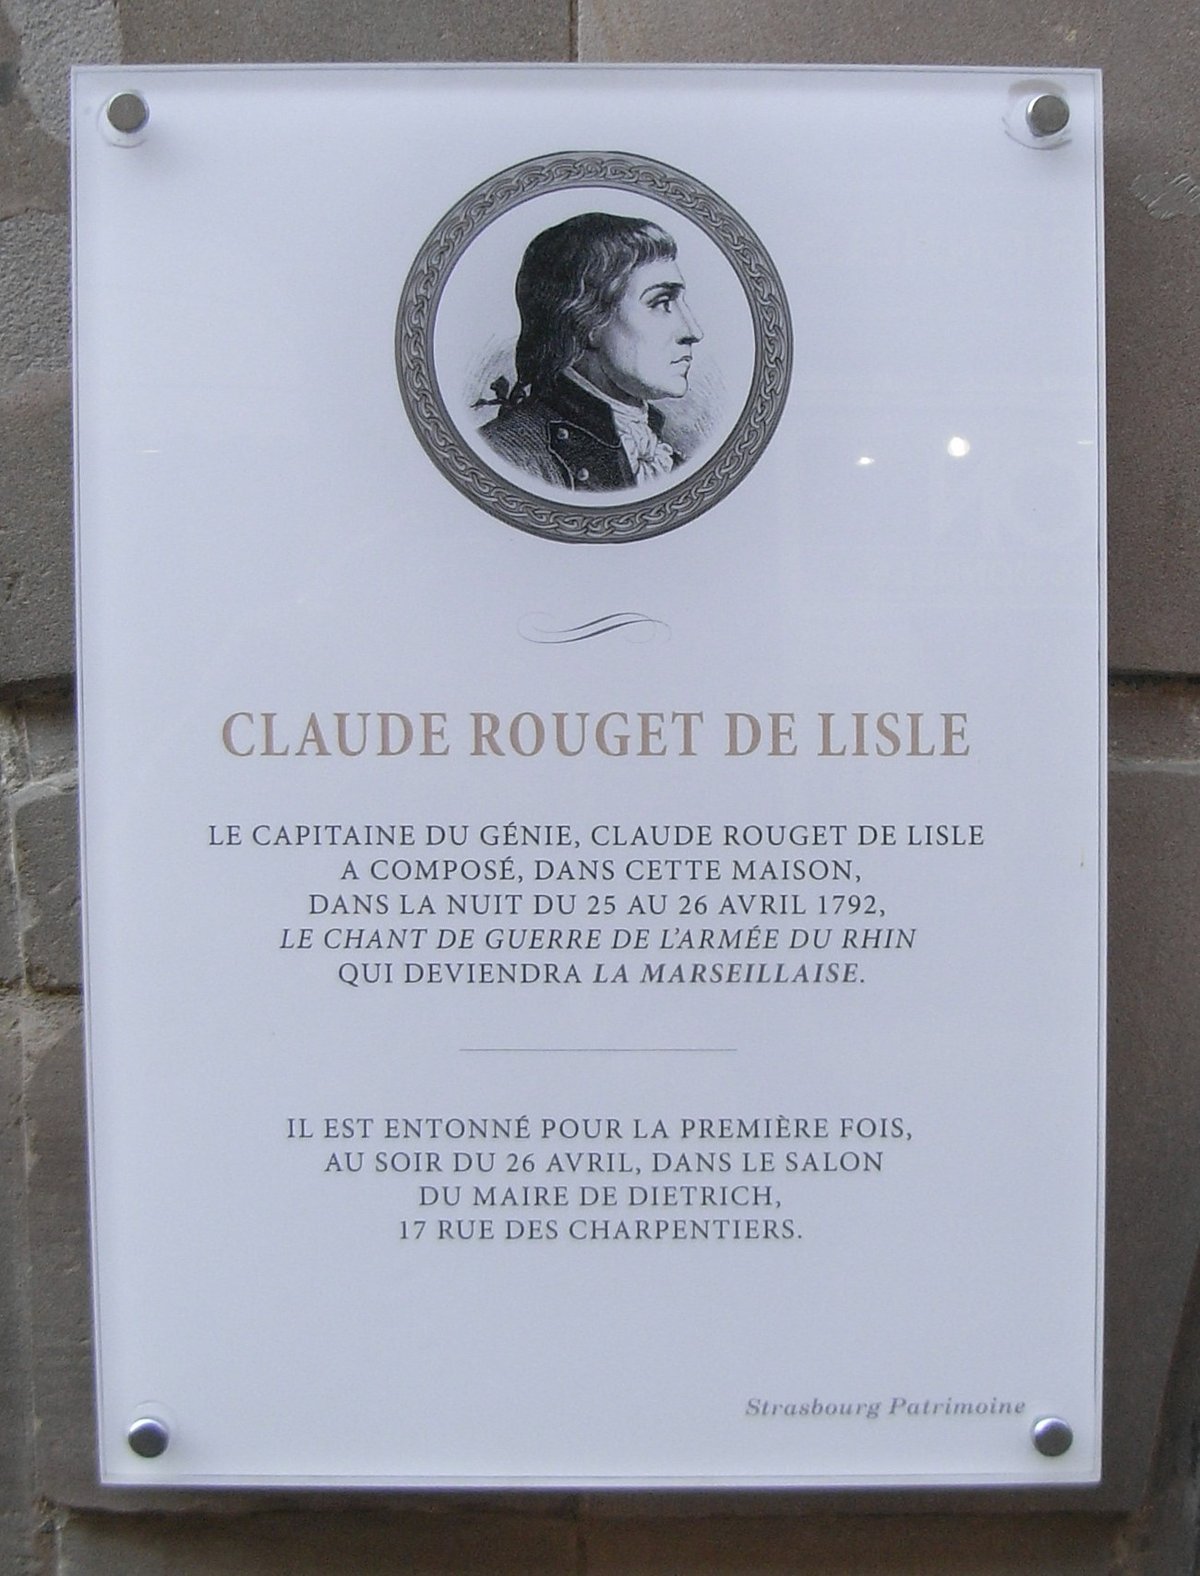 CLAUDE ROUGET DE LISLE
LE CAPITAINE DU GÉNIE, CLAUDE ROUGET DE LISLE
A COMPOSÉ, DANS CETTE MAISON,
DANS LA NUIT DU 25 AU 26 AVRIL 1792,
LE CHANT DE GUERRE DE L'ARMÉE DU RHIN
QUI DEVIENDRA LA MARSEILLAISE.
IL EST ENTONNÉ POUR LA PREMIÈRE FOIS,
AU SOIR DU 26 AVRIL, DANS LE SALON
DU MAIRE DE DIETRICH,
17 RUE DES CHARPENTIERS.
Strasbourg Patrimoine